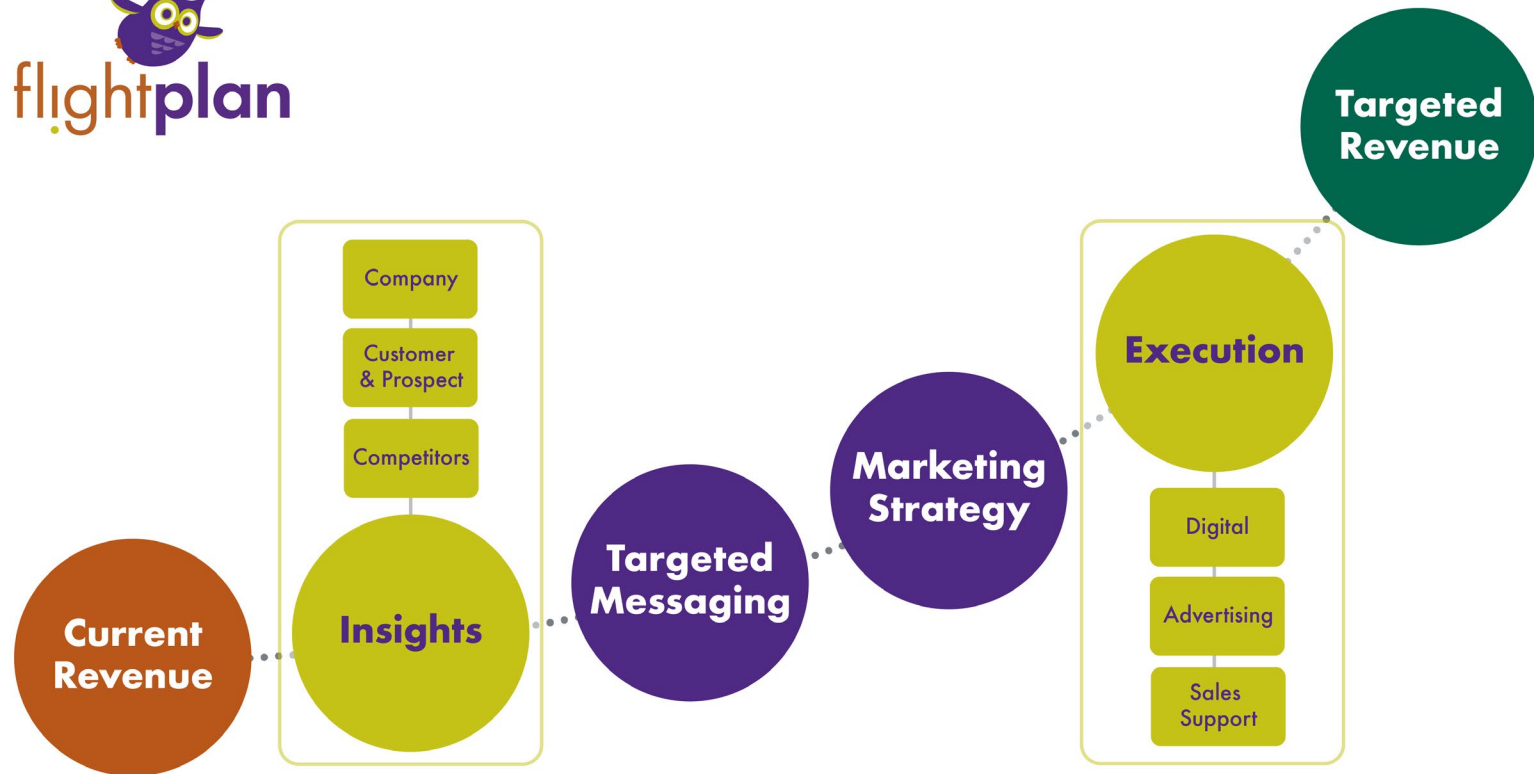 flightplan
Current
Revenue
Company
Customer
& Prospect
Competitors
Insights
Targeted
Messaging
Marketing
Strategy
Execution
Digital
Advertising
Sales
Support
Targeted
Revenue